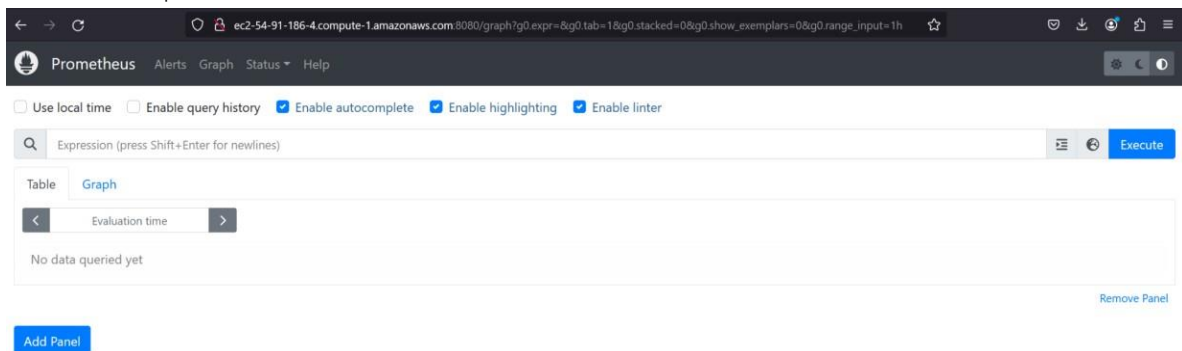 ec2-54-91-186-4.compute-1.amazonaws.com:8080/graph?g0.expr=&g0.tab=1&g0.stacked=0&g0.show_exemplars=0&g0.range_input=1h
Prometheus Alerts Graph Status Help
Use local time Enable query history Enable autocomplete Enable highlighting Enable linter
Expression (press Shift+Enter for newlines) Execute
Table Graph
Evaluation time
No data queried yet
Remove Panel
Add Panel